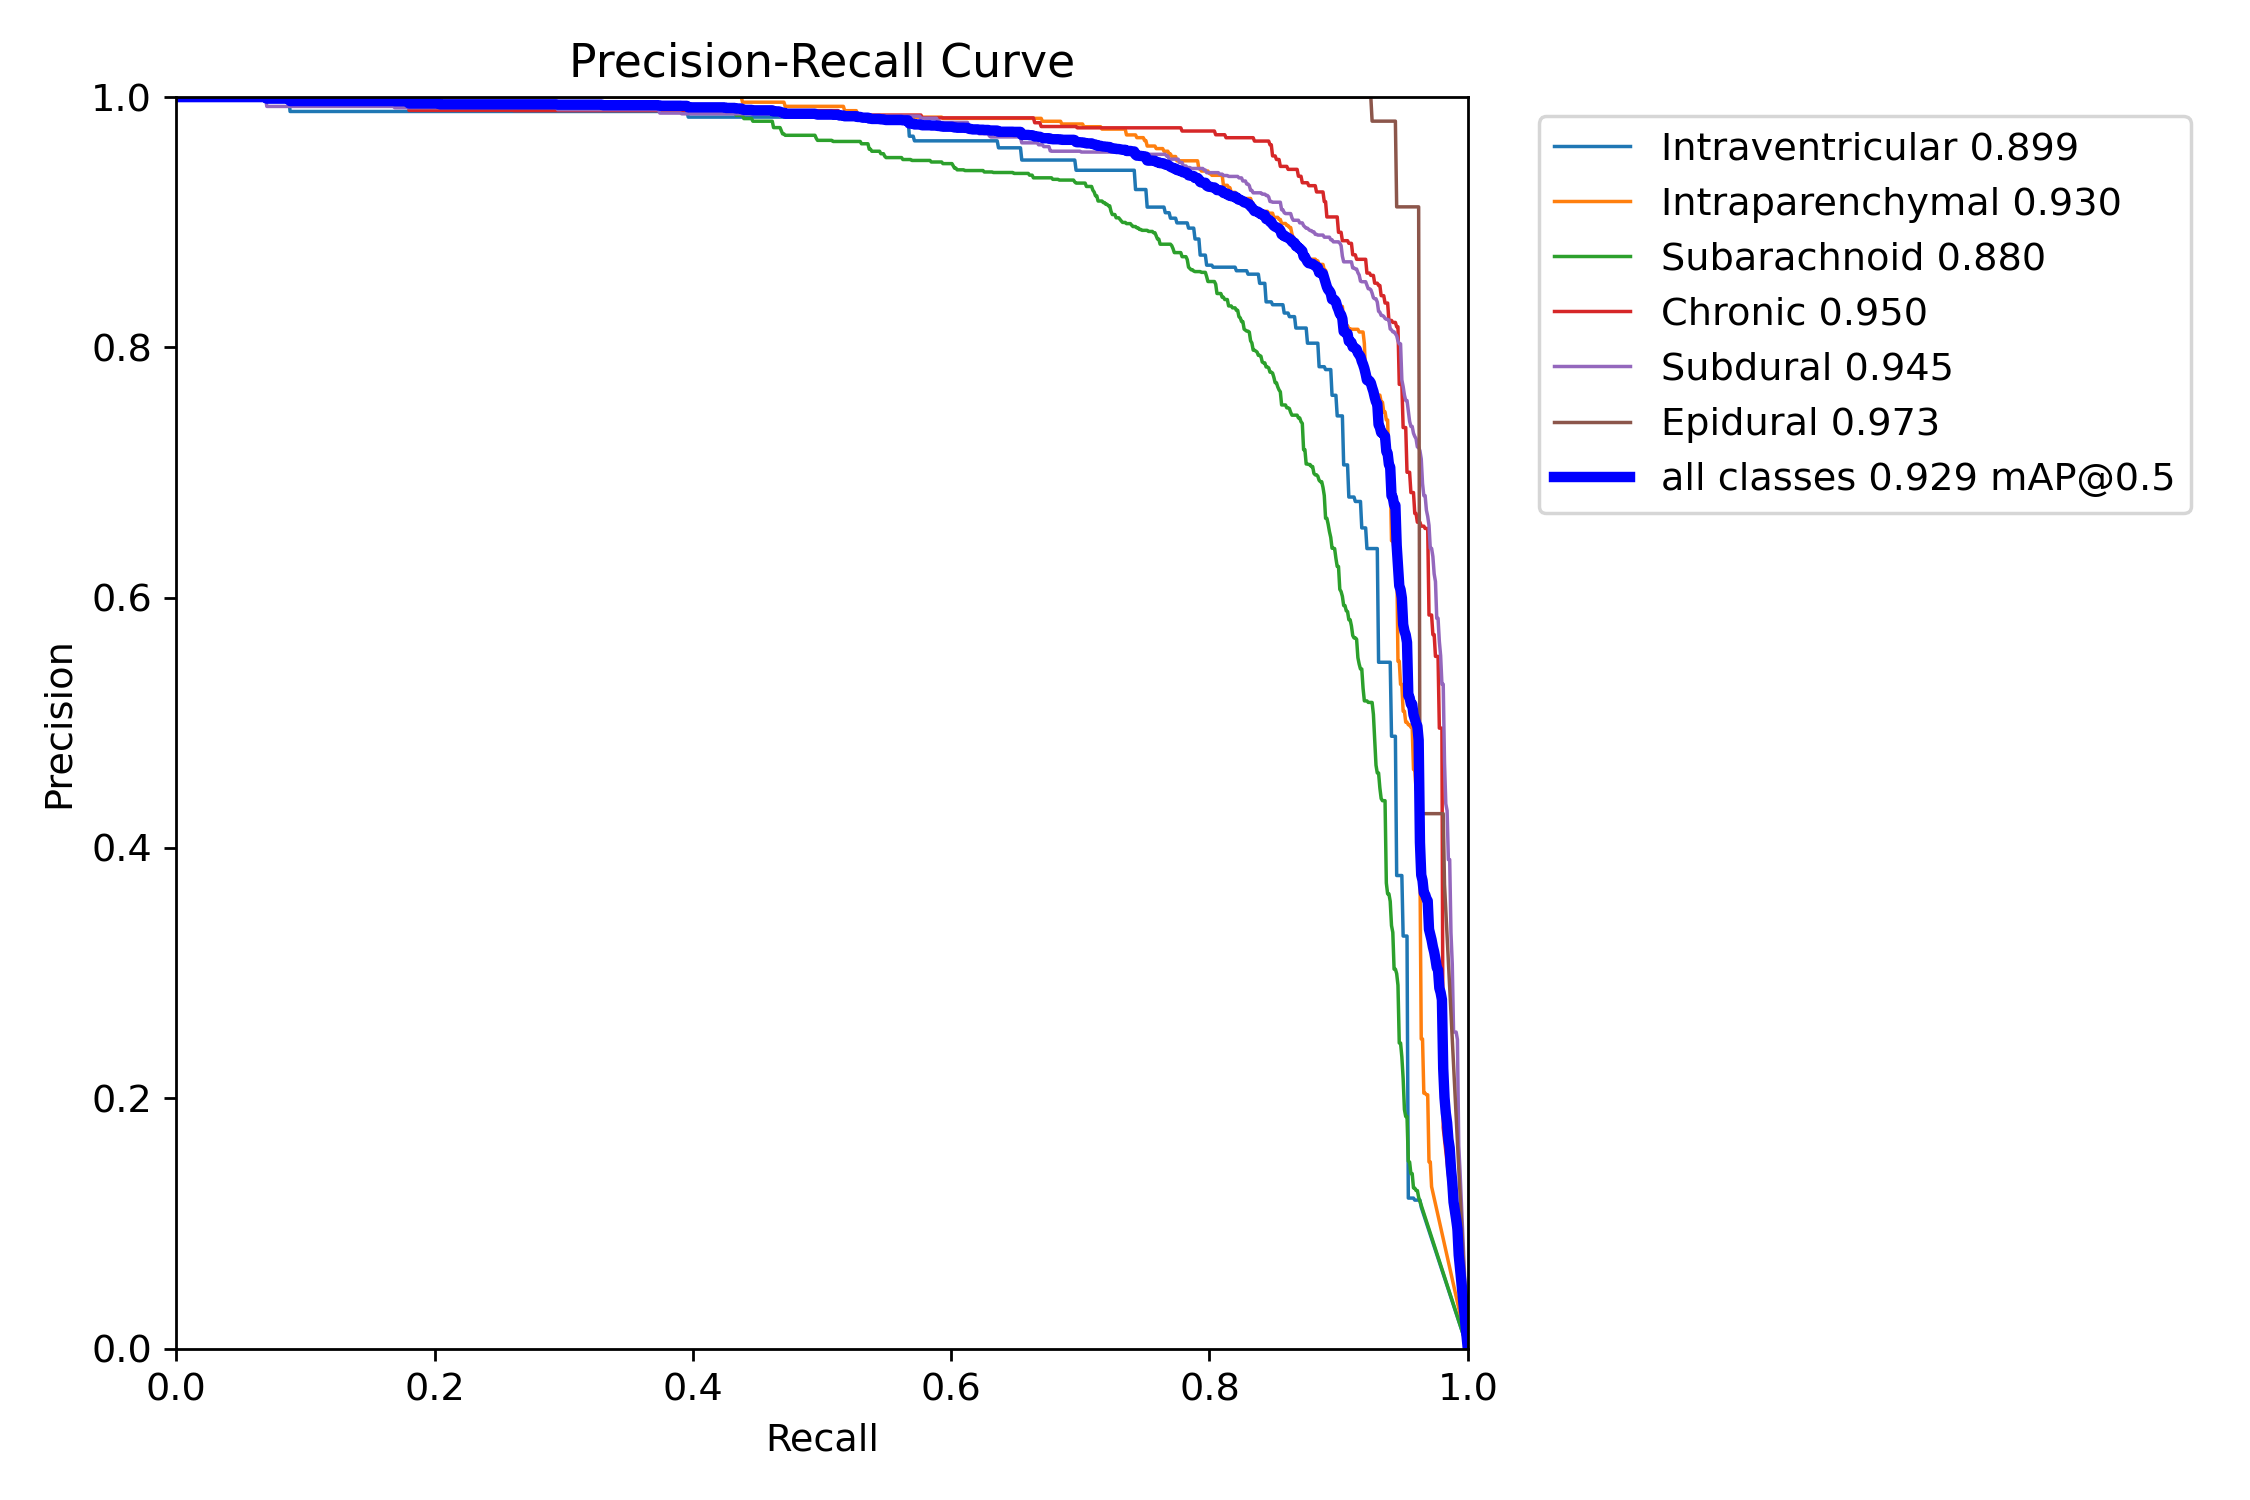 Precision-Recall Curve
1.0
0.8
0.6
0.4
0.2
0.0
Precision
0.0 0.2 0.4 0.6 0.8 1.0
Recall
Intraventricular 0.899
Intraparenchymal 0.930
Subarachnoid 0.880
Chronic 0.950
Subdural 0.945
Epidural 0.973
all classes 0.929 mAP@0.5